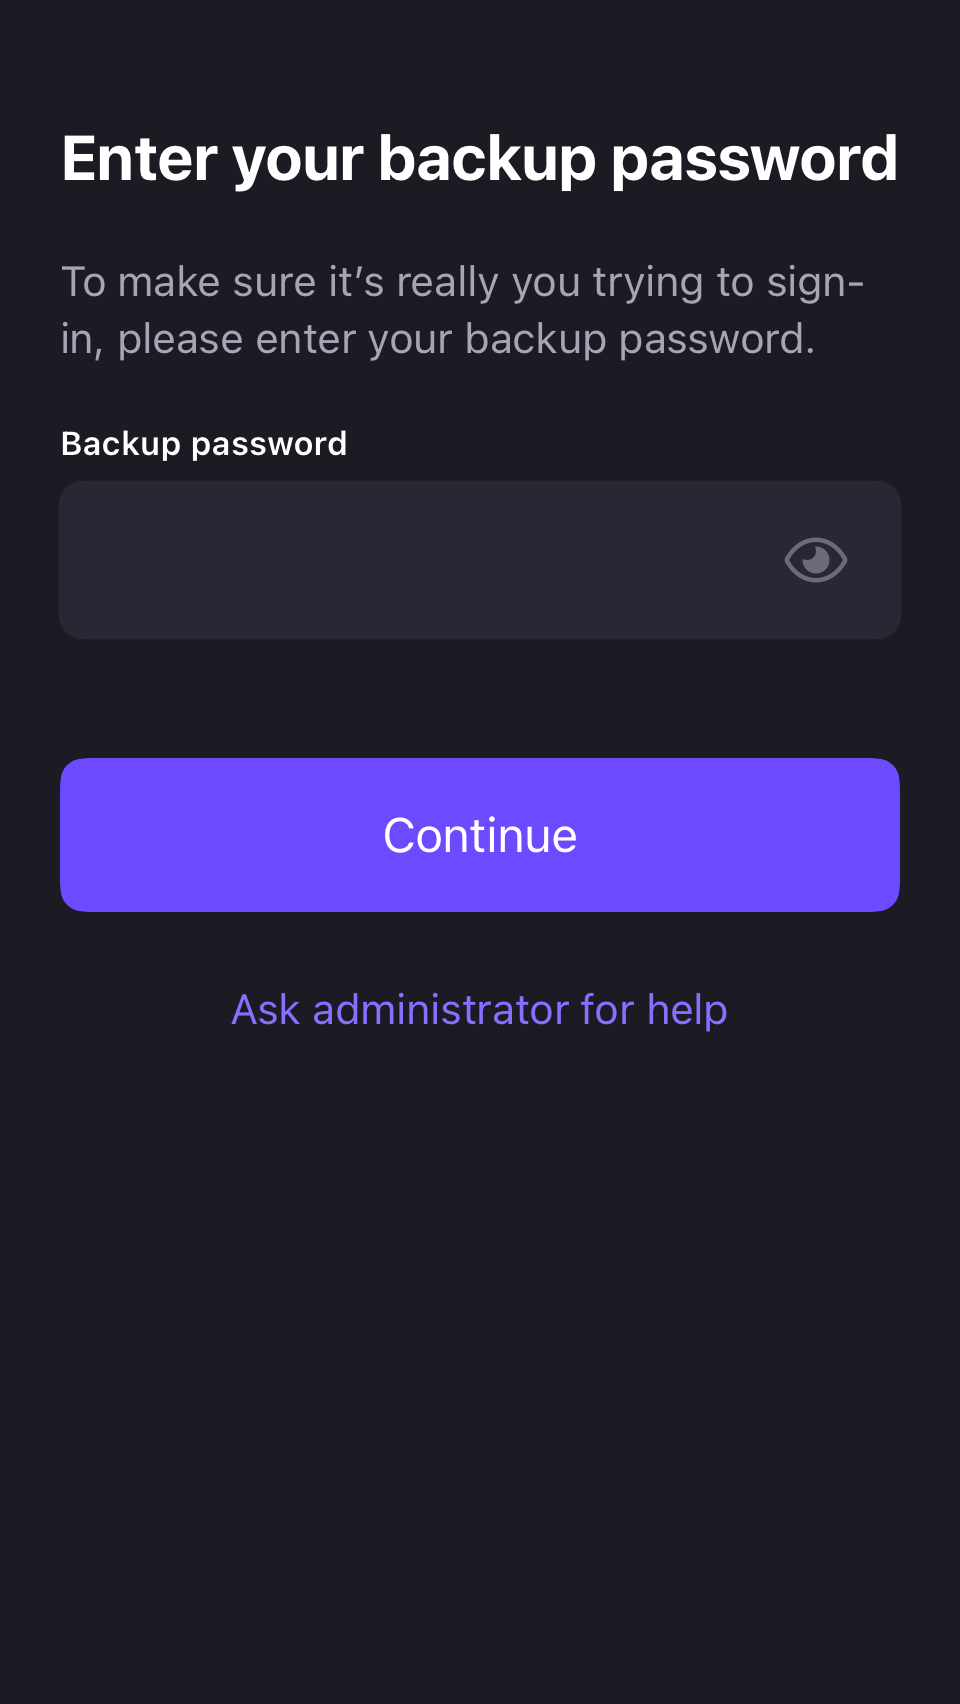 Enter your backup password
To make sure it’s really you trying to sign-
in, please enter your backup password.
Backup password
Continue
Ask administrator for help